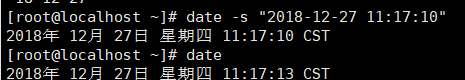 [root@localhost ~]# date -s "2018-12-27 11:17:10"
2018年 12月 27日 星期四 11:17:10 CST
[root@localhost ~]# date
2018年 12月 27日 星期四 11:17:13 CST